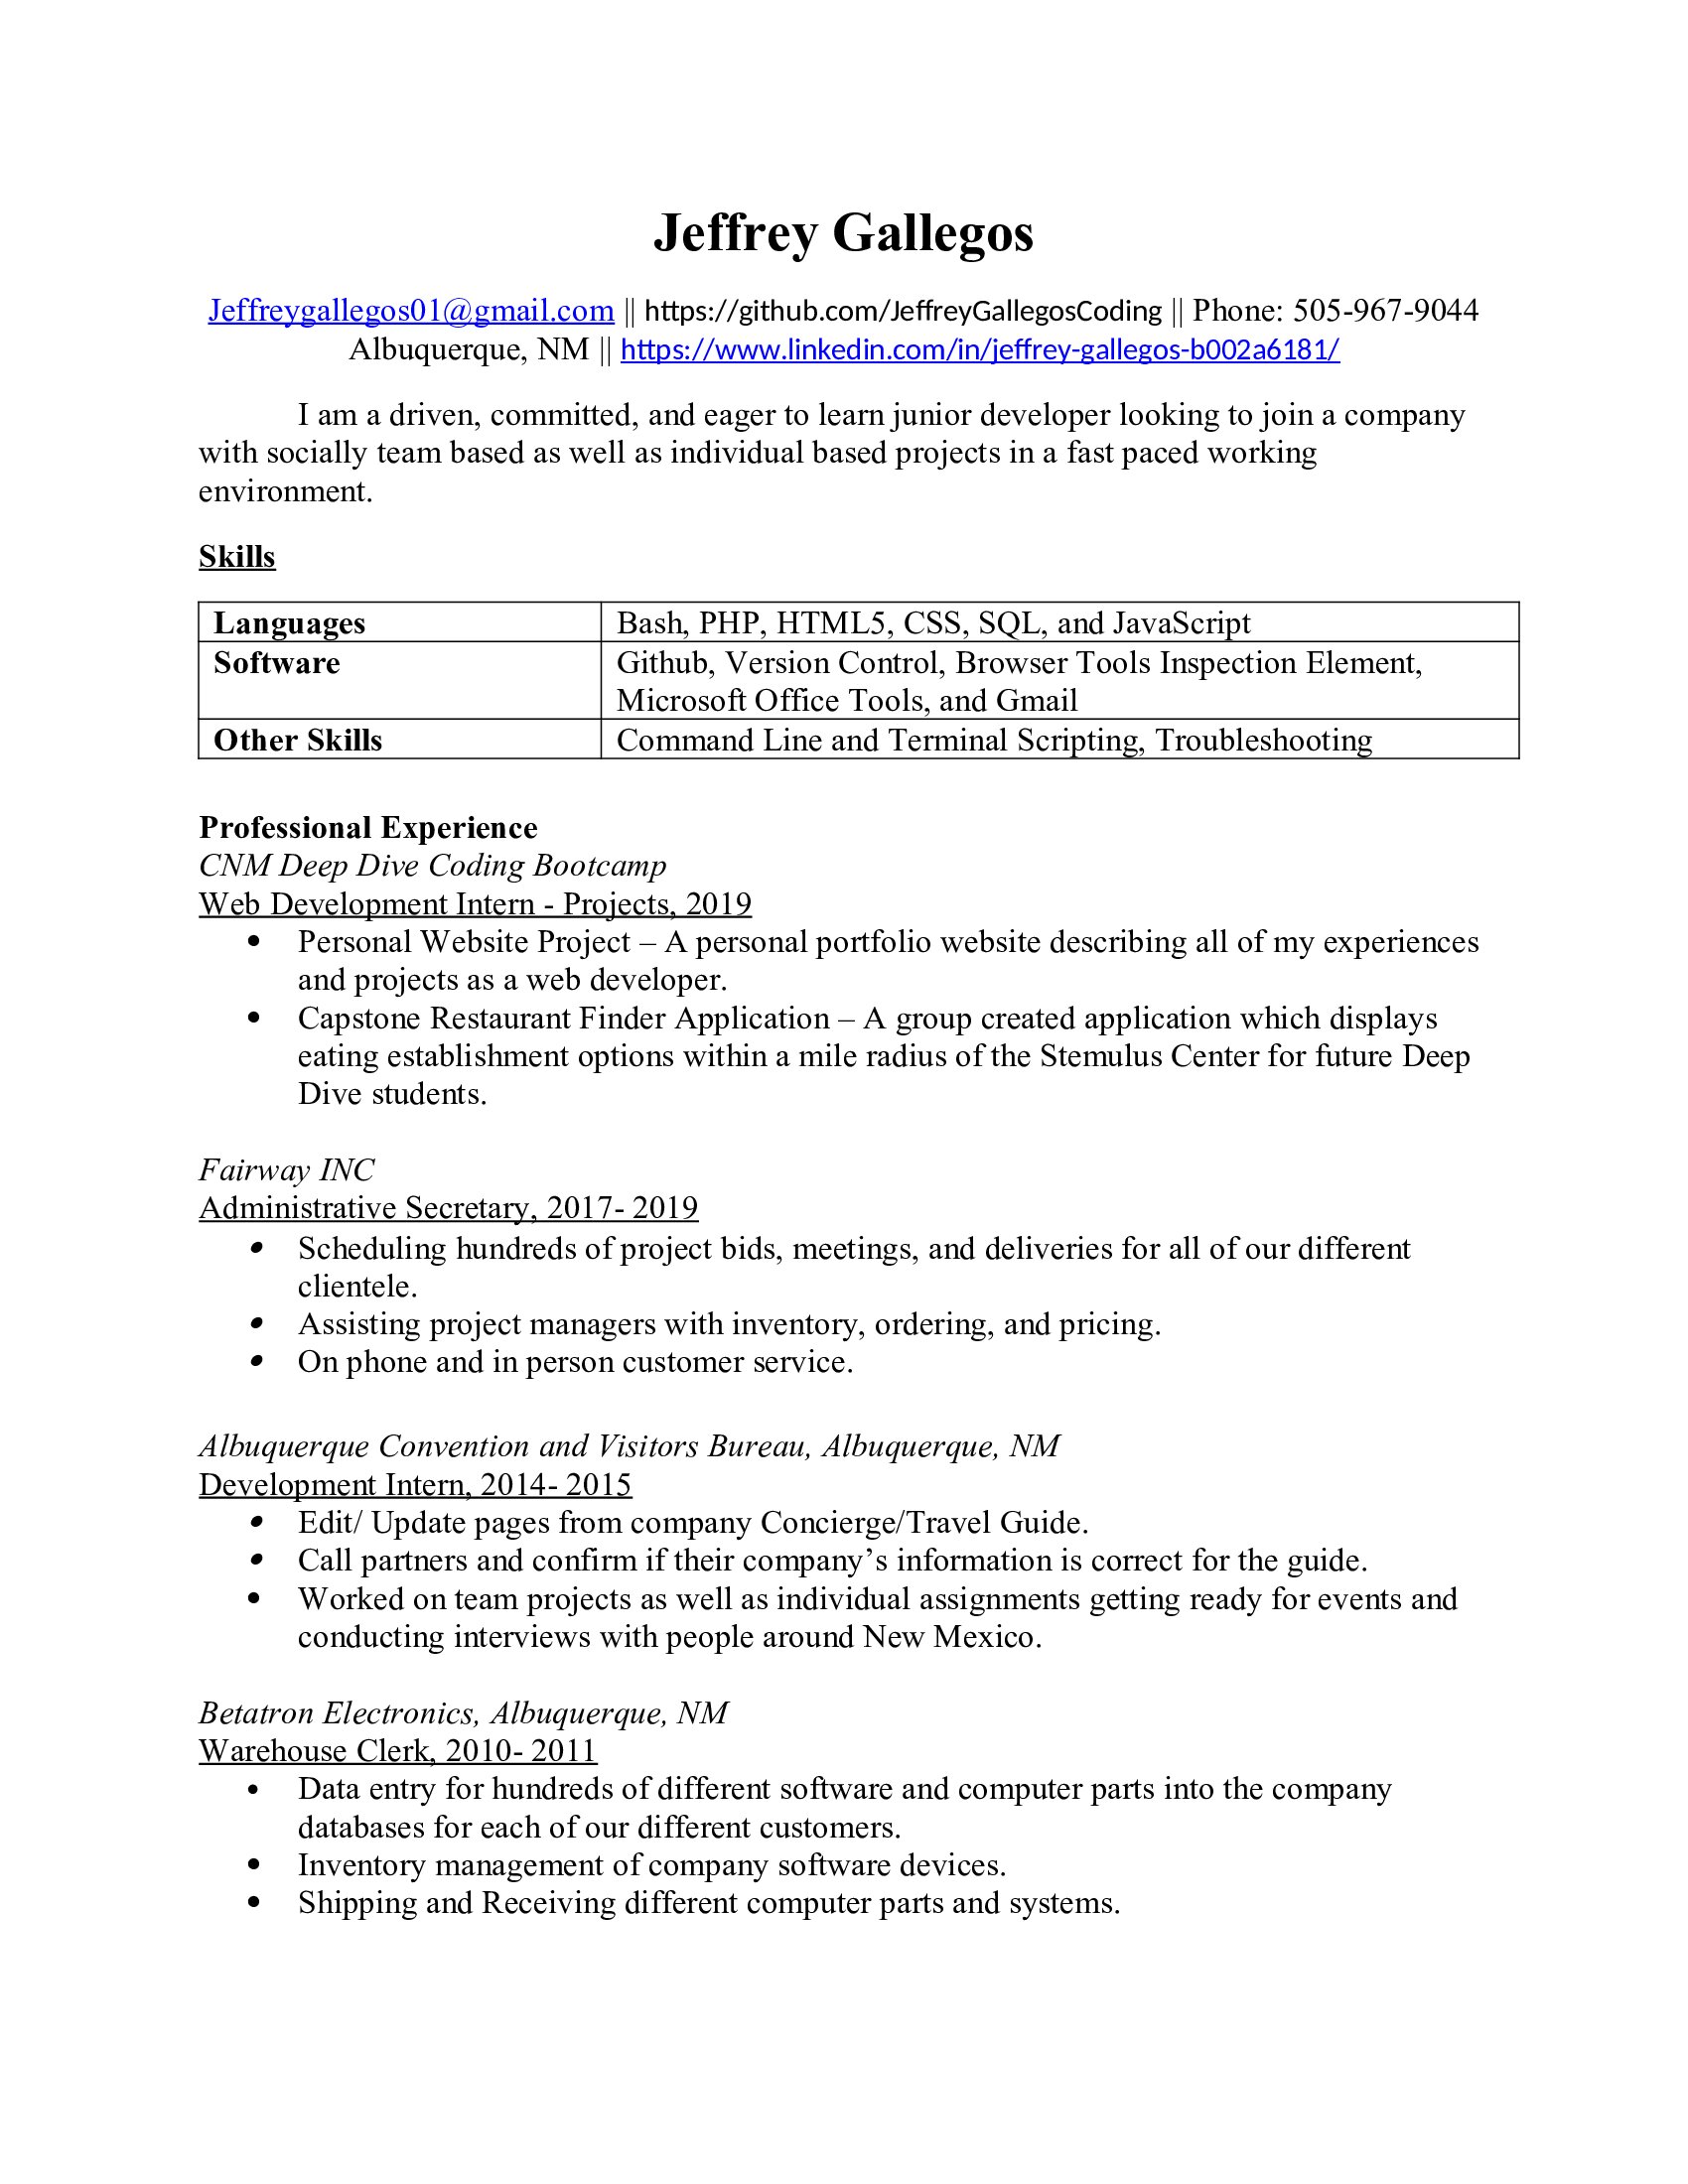 Jeffrey Gallegos
Jeffreygallegos01@gmail.com || https://github.com/JeffreyGallegosCoding || Phone: 505-967-9044
Albuquerque, NM || https://www.linkedin.com/in/jeffrey-gallegos-b002a6181/
I am a driven, committed, and eager to learn junior developer looking to join a company
with socially team based as well as individual based projects in a fast paced working
environment.
Skills
Languages Bash, PHP, HTML5, CSS, SQL, and JavaScript
Software Github, Version Control, Browser Tools Inspection Element,
Microsoft Office Tools, and Gmail
Other Skills Command Line and Terminal Scripting, Troubleshooting
Professional Experience
CNM Deep Dive Coding Bootcamp
Web Development Intern - Projects, 2019
• Personal Website Project – A personal portfolio website describing all of my experiences
and projects as a web developer.
• Capstone Restaurant Finder Application – A group created application which displays
eating establishment options within a mile radius of the Stemulus Center for future Deep
Dive students.
Fairway INC
Administrative Secretary, 2017- 2019
• Scheduling hundreds of project bids, meetings, and deliveries for all of our different
clientele.
• Assisting project managers with inventory, ordering, and pricing.
• On phone and in person customer service.
Albuquerque Convention and Visitors Bureau, Albuquerque, NM
Development Intern, 2014- 2015
• Edit/ Update pages from company Concierge/Travel Guide.
• Call partners and confirm if their company’s information is correct for the guide.
• Worked on team projects as well as individual assignments getting ready for events and
conducting interviews with people around New Mexico.
Betatron Electronics, Albuquerque, NM
Warehouse Clerk, 2010- 2011
• Data entry for hundreds of different software and computer parts into the company
databases for each of our different customers.
• Inventory management of company software devices.
• Shipping and Receiving different computer parts and systems.